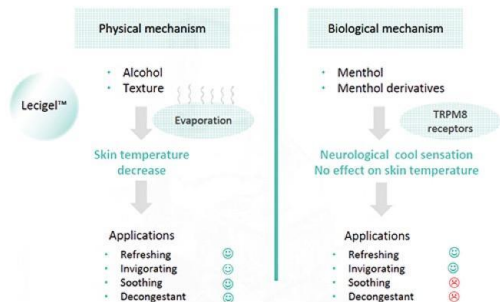 Physical mechanism
Lecigel™
• Alcohol
• Texture
Evaporation
Skin temperature
decrease
Applications
• Refreshing
• Invigorating
• Soothing
• Decongestant
Biological mechanism
• Menthol
• Menthol derivatives
TRPM8
receptors
Neurological cool sensation
No effect on skin temperature
Applications
• Refreshing
• Invigorating
• Soothing
• Decongestant